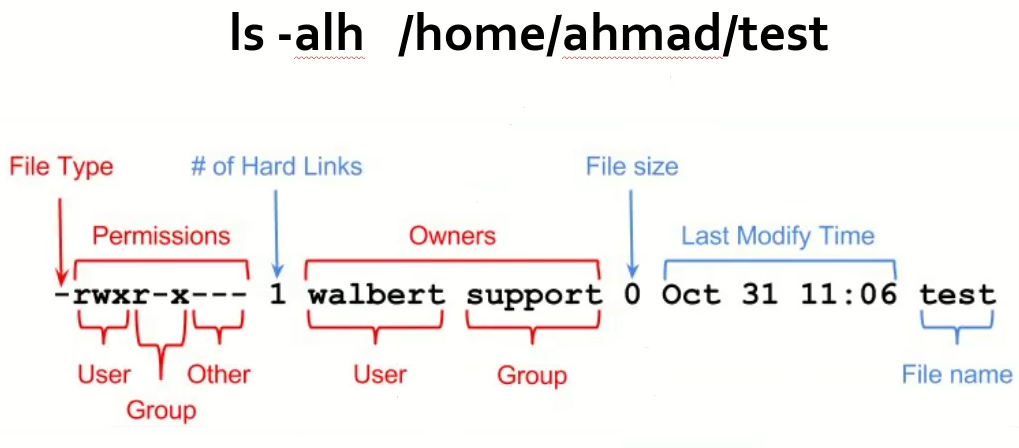 ls -alh /home/ahmad/test
File Type # of Hard Links File size
Permissions Owners Last Modify Time
-rwxr-x--- 1 walbert support 0 Oct 31 11:06 test
User Other User Group File name
Group